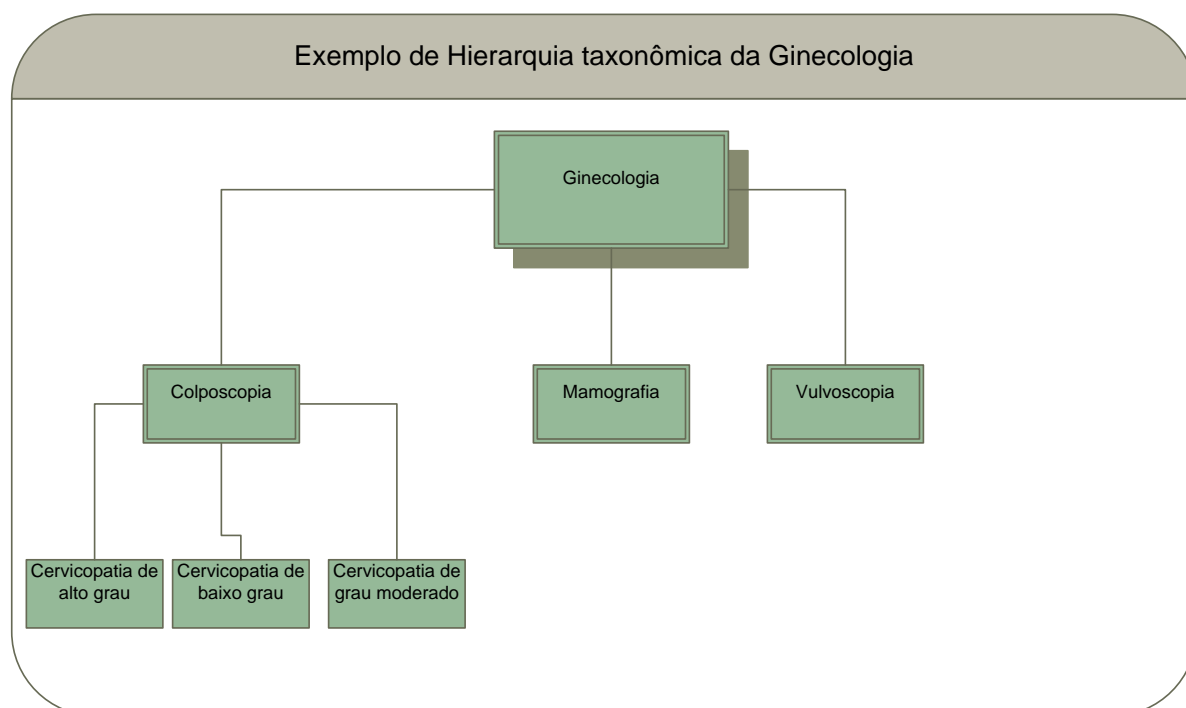 Exemplo de Hierarquia taxonômica da Ginecologia
Ginecologia
Colposcopia
Mamografia
Vulvoscopia
Cervicopatia de
alto grau
Cervicopatia de
baixo grau
Cervicopatia de
grau moderado